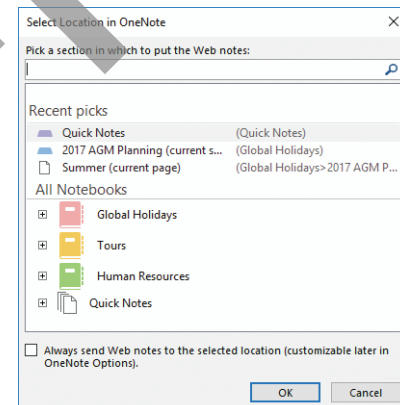 Select Location in OneNote
Pick a section in which to put the Web notes:
Recent picks
Quick Notes (Quick Notes)
2017 AGM Planning (current s... (Global Holidays)
Summer (current page) (Global Holidays>2017 AGM P...
All Notebooks
Global Holidays
Tours
Human Resources
Quick Notes
Always send Web notes to the selected location (customizable later in
OneNote Options).
OK Cancel